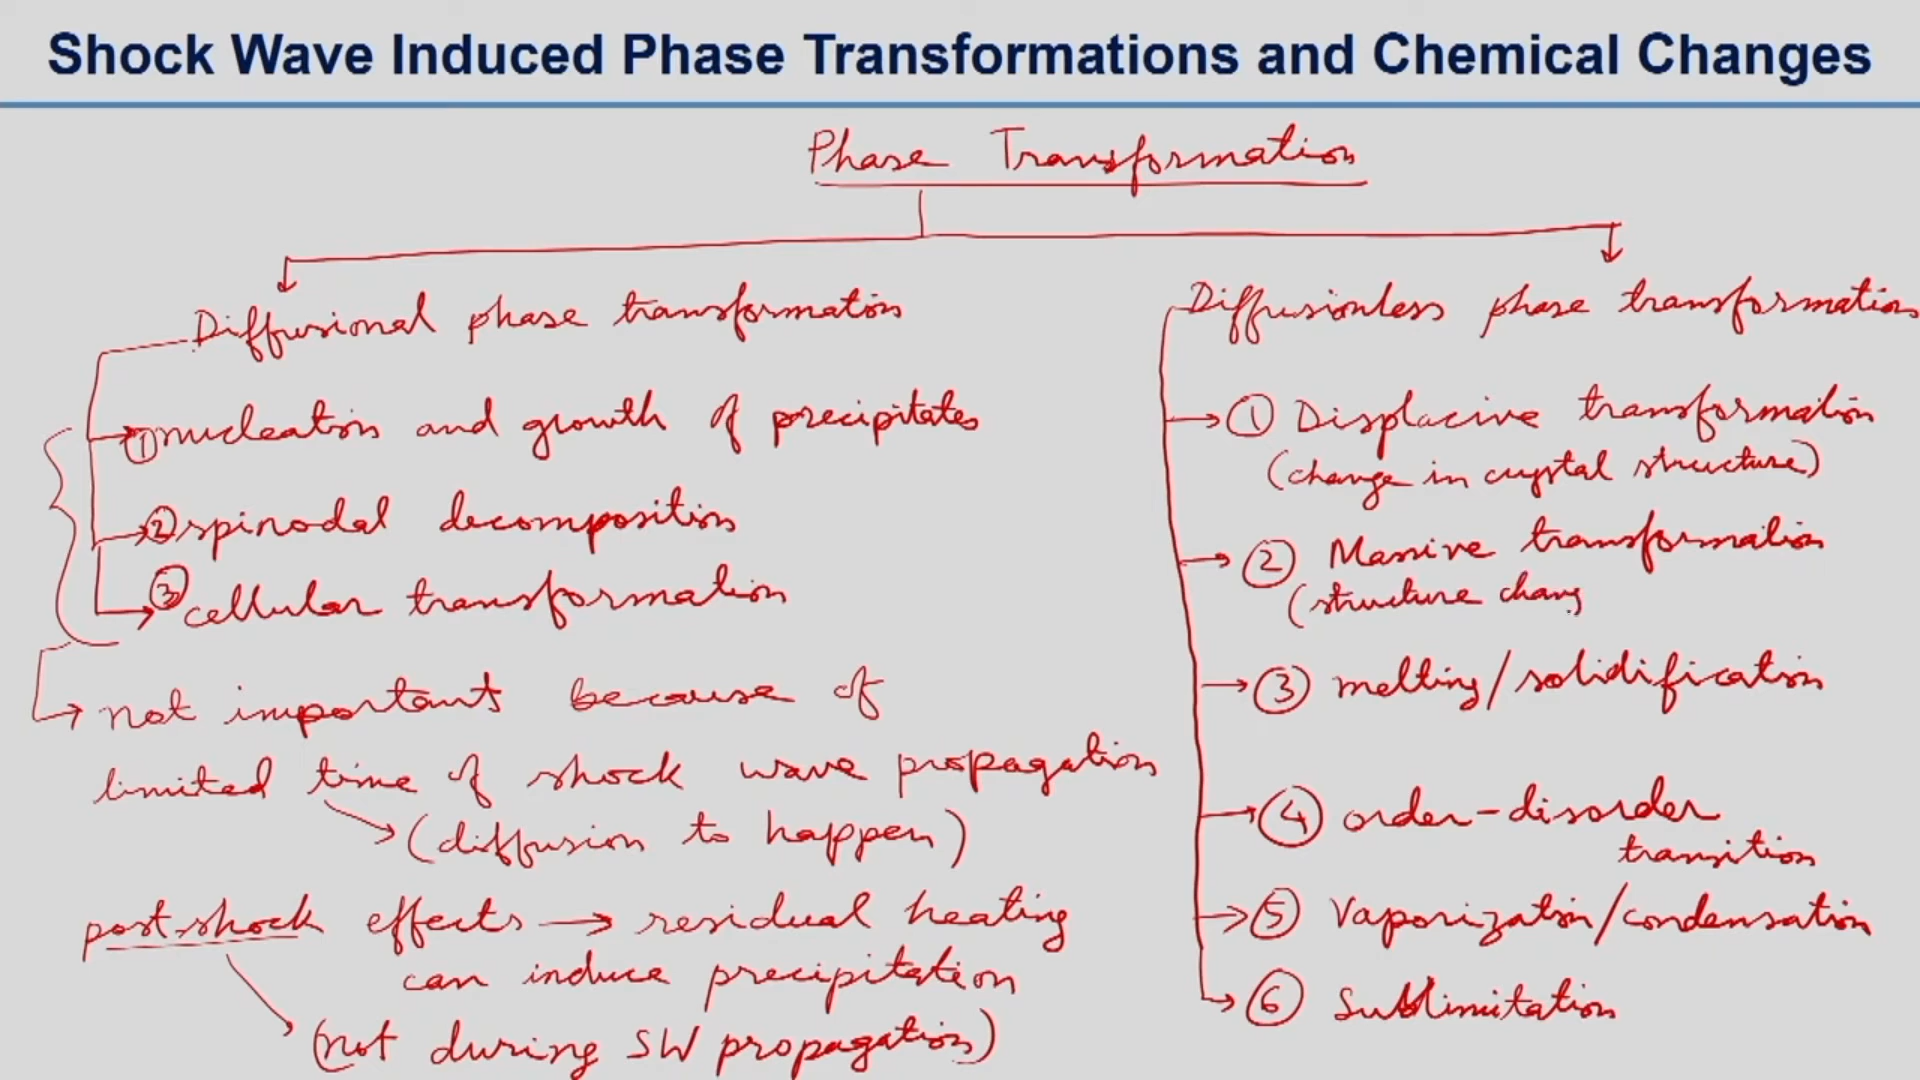 Shock Wave Induced Phase Transformations and Chemical Changes
Phase Transformation
Diffusional phase transformation
① nucleation and growth of precipitates
② spinodal decomposition
③ cellular transformation
→ not important because of
limited time of shock wave propagation
(diffusion to happen)
post shock effects → residual heating
can induce precipitation
(not during SW propagation)
Diffusionless phase transformation
→ ① Displacive transformation
(change in crystal structure)
→ ② Massive transformation
(structure chang
→ ③ melting/solidification
→ ④ order-disorder
transition
→ ⑤ Vaporization/condensation
→ ⑥ Sublimitation